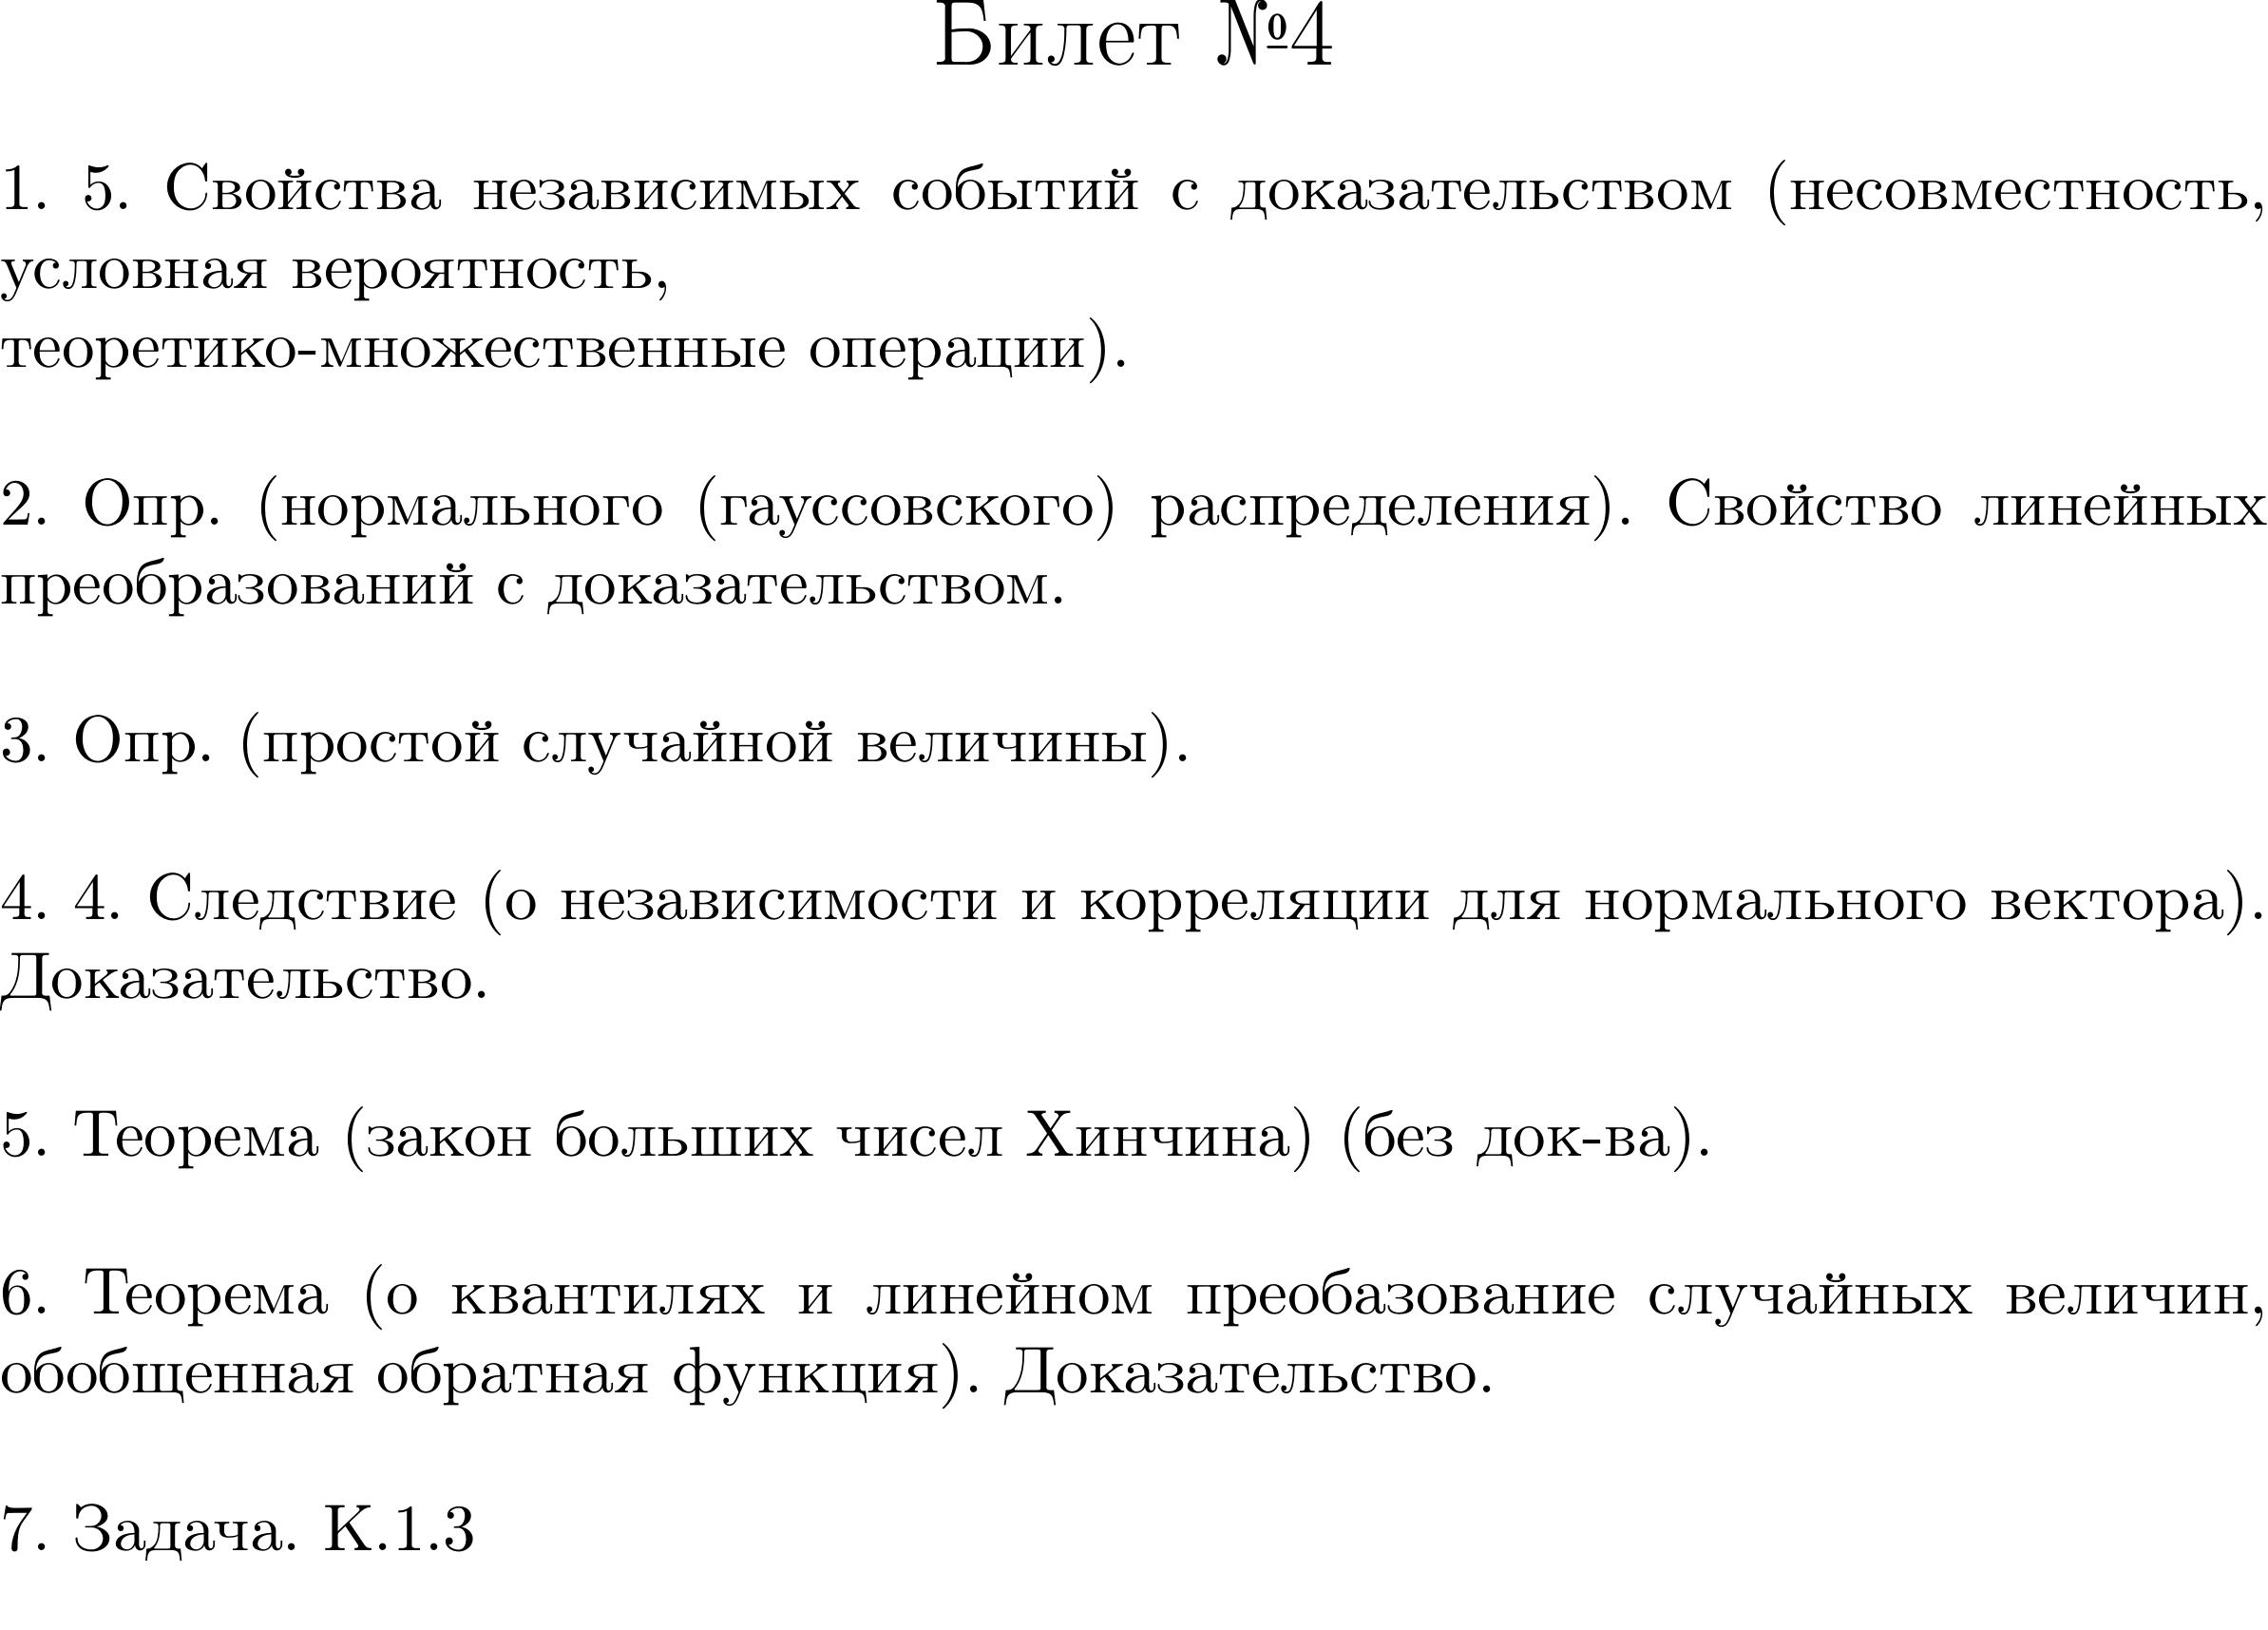 Билет №4
1. 5. Свойства независимых событий с доказательством (несовместность,
условная вероятность,
теоретико-множественные операции).
2. Опр. (нормального (гауссовского) распределения). Свойство линейных
преобразований с доказательством.
3. Опр. (простой случайной величины).
4. 4. Следствие (о независимости и корреляции для нормального вектора).
Доказательство.
5. Теорема (закон больших чисел Хинчина) (без док-ва).
6. Теорема (о квантилях и линейном преобазование случайных величин,
обобщенная обратная функция). Доказательство.
7. Задача. К.1.3